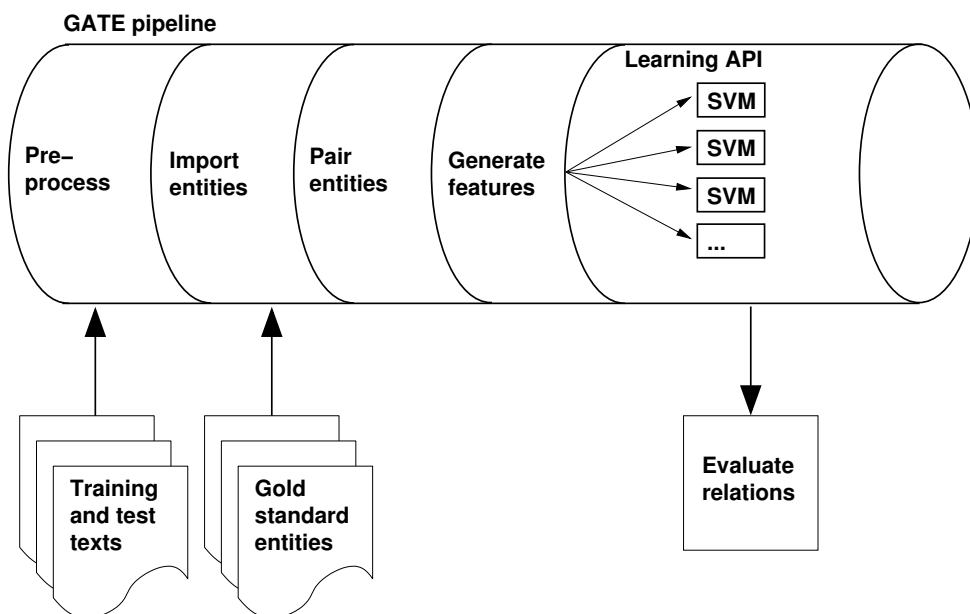 GATE pipeline
Learning API
SVM
SVM
SVM
...
Pre−
process
Import
entities
Pair
entities
Generate
features
Training
and test
texts
Gold
standard
entities
Evaluate
relations